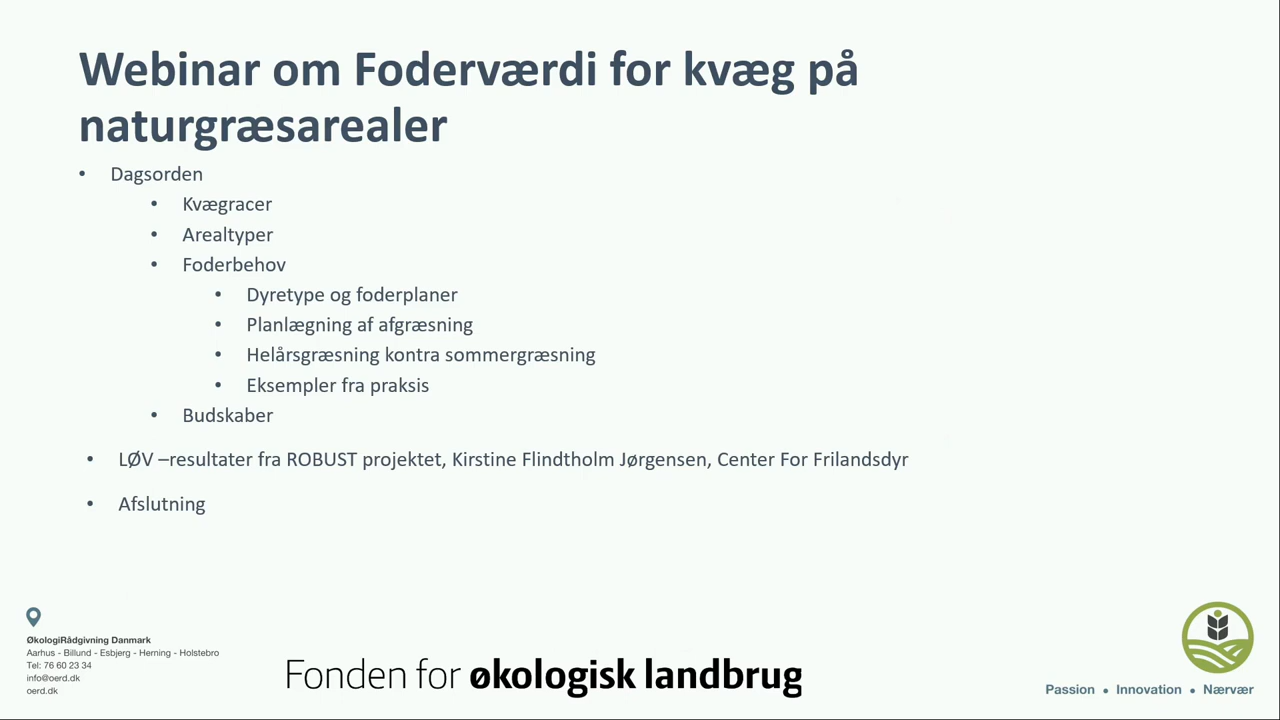 Webinar om Foderværdi for kvæg på
naturgræsarealer
• Dagsorden
• Kvægracer
• Arealtyper
• Foderbehov
• Dyretype og foderplaner
• Planlægning af afgræsning
• Helårsgræsning kontra sommergræsning
• Eksempler fra praksis
• Budskaber
• LØV –resultater fra ROBUST projektet, Kirstine Flindtholm Jørgensen, Center For Frilandsdyr
• Afslutning
ØkologiRådgivning Danmark
Aarhus - Billund - Esbjerg - Herning - Holstebro
Tel: 76 60 23 34
info@oerd.dk
oerd.dk
Fonden for økologisk landbrug
Passion • Innovation • Nærvær